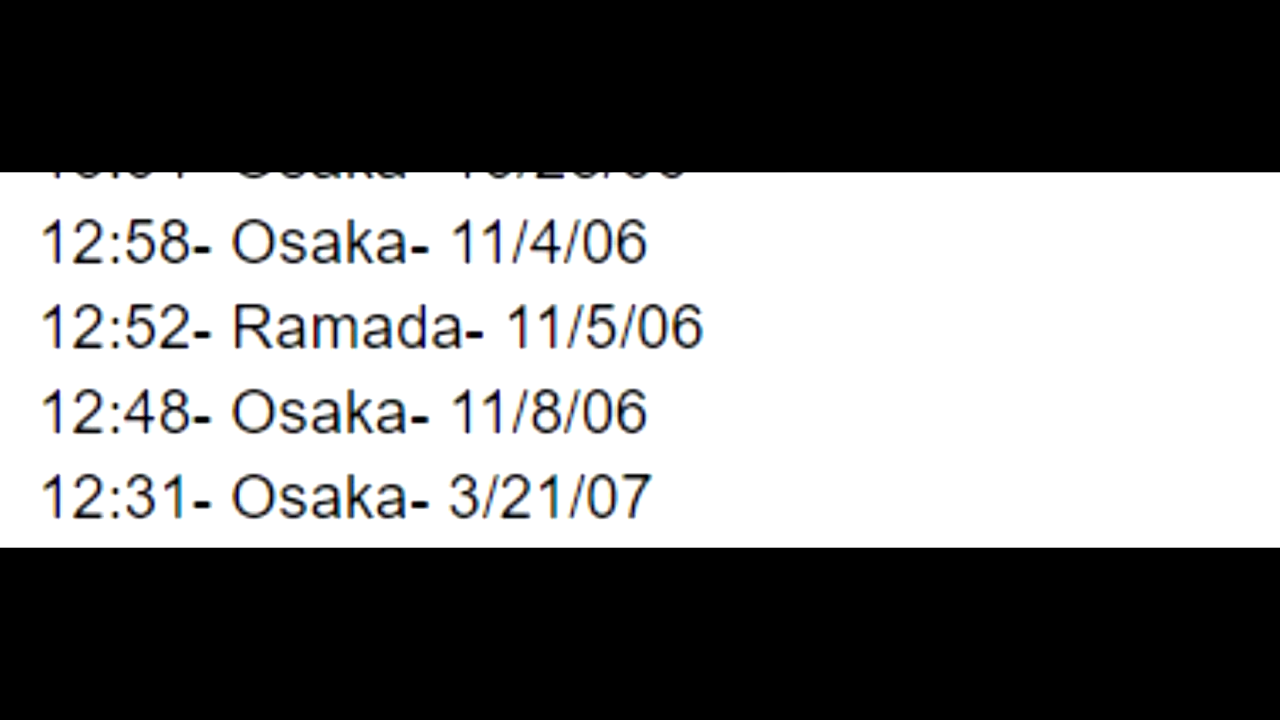 12:58- Osaka- 11/4/06
12:52- Ramada- 11/5/06
12:48- Osaka- 11/8/06
12:31- Osaka- 3/21/07